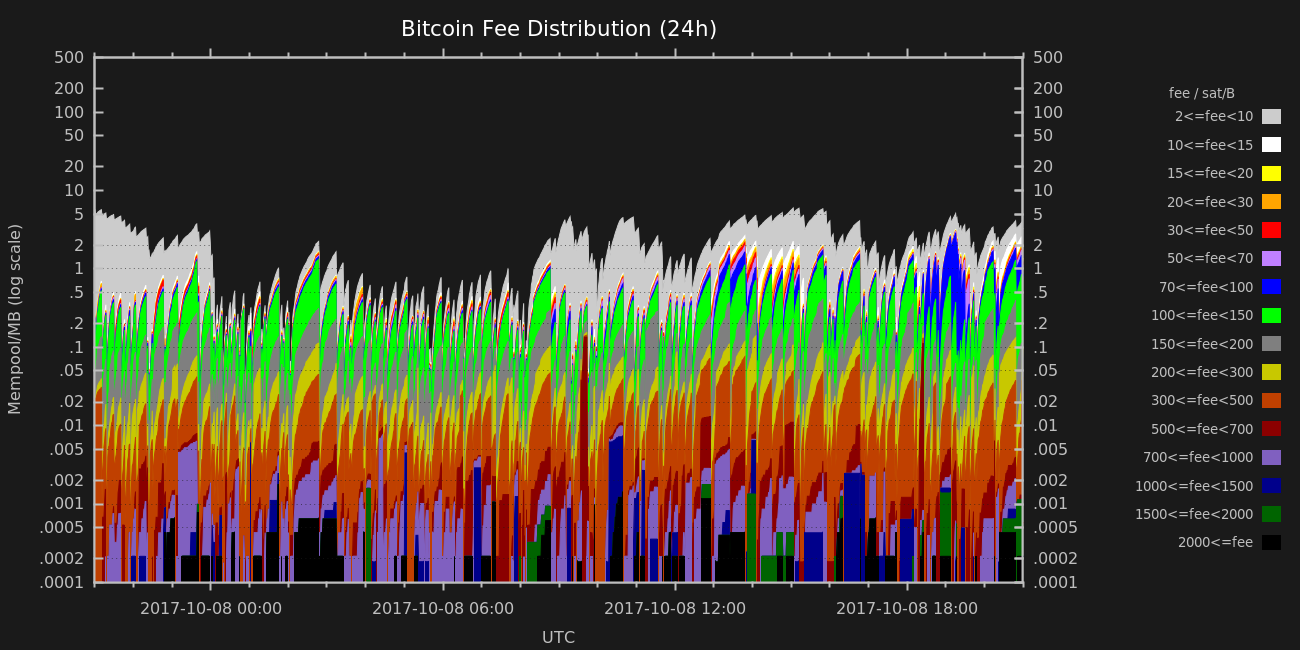 Bitcoin Fee Distribution (24h)
500 500
200 200
100 100
50 50
20 20
10 10
5 5
2 2
1 1
.5 .5
.2 .2
.1 .1
.05 .05
.02 .02
.01 .01
.005 .005
.002 .002
.001 .001
.0005 .0005
.0002 .0002
.0001 .0001
Mempool/MB (log scale)
2017-10-08 00:00 2017-10-08 06:00 2017-10-08 12:00 2017-10-08 18:00
UTC
fee / sat/B
2<=fee<10
10<=fee<15
15<=fee<20
20<=fee<30
30<=fee<50
50<=fee<70
70<=fee<100
100<=fee<150
150<=fee<200
200<=fee<300
300<=fee<500
500<=fee<700
700<=fee<1000
1000<=fee<1500
1500<=fee<2000
2000<=fee